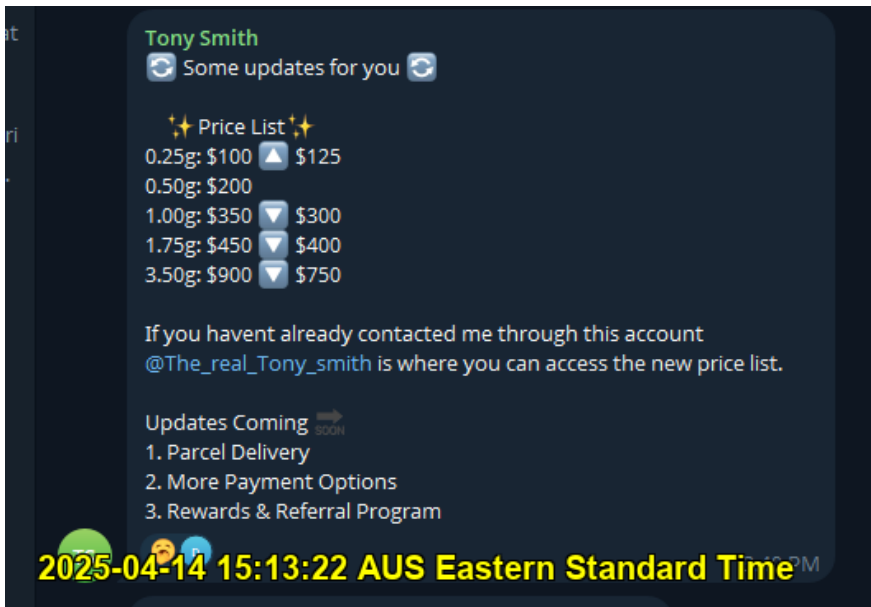 at
ri
.
Tony Smith
🔄 Some updates for you 🔄
✨ Price List ✨
0.25g: $100 🔼 $125
0.50g: $200
1.00g: $350 🔽 $300
1.75g: $450 🔽 $400
3.50g: $900 🔽 $750
If you havent already contacted me through this account
@The_real_Tony_smith is where you can access the new price list.
Updates Coming 🔜
1. Parcel Delivery
2. More Payment Options
3. Rewards & Referral Program
PM
2025-04-14 15:13:22 AUS Eastern Standard Time